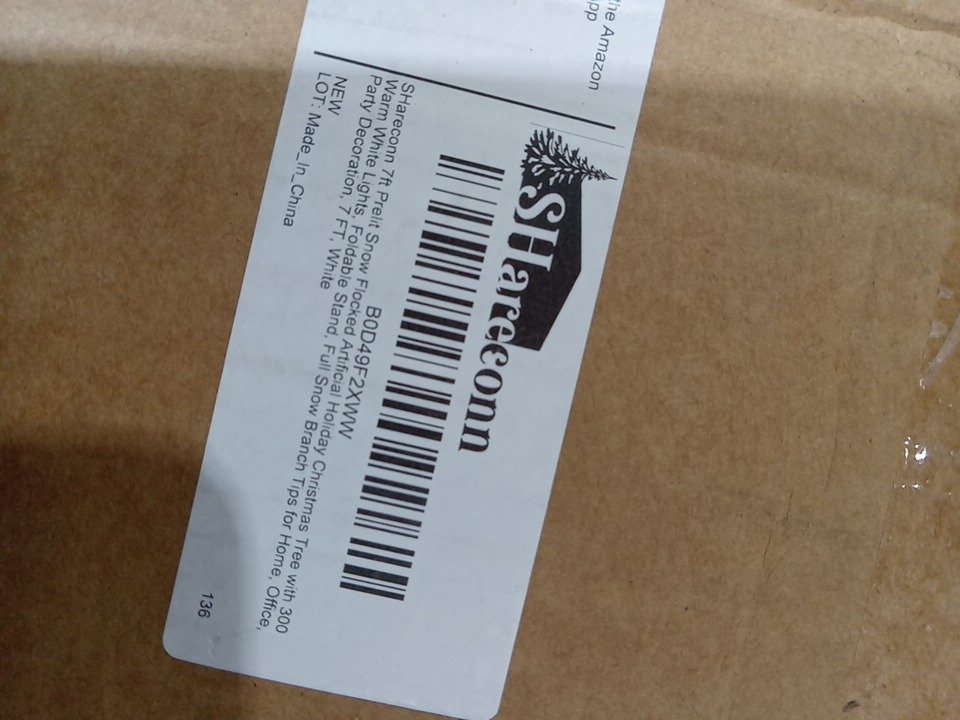 the Amazon
pp
SHareconn
B0D49F2XWW
SHareconn 7ft Prelit Snow Flocked Artificial Holiday Christmas Tree with 300
Warm White Lights, Foldable Stand, Full Snow Branch Tips for Home, Office,
Party Decoration, 7 FT, White
NEW
LOT: Made_In_China
136